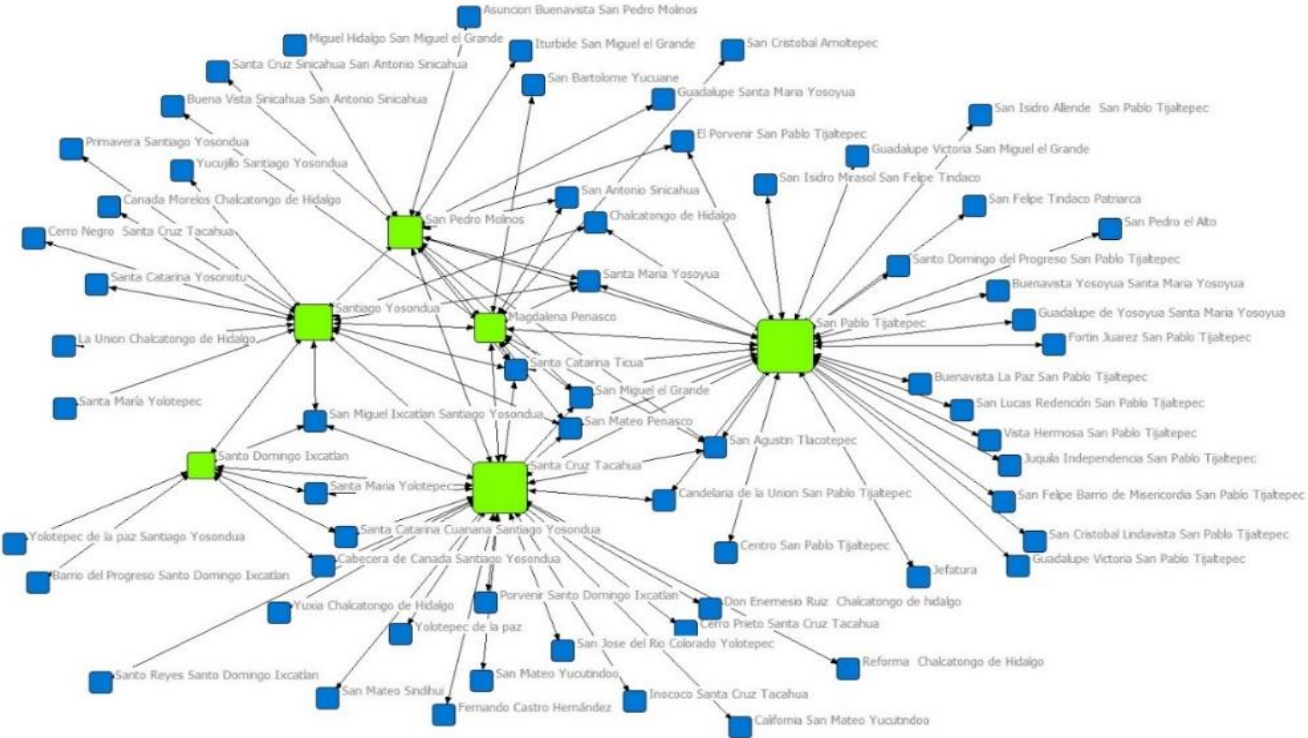 Asuncion Buenavista San Pedro Molinos
Miguel Hidalgo San Miguel el Grande
Iturbide San Miguel el Grande
San Cristobal Amoltepec
Santa Cruz Sinicahua San Antonio Sinicahua
San Bartolome Yucuane
Guadalupe Santa Maria Yosoyua
Buena Vista Sinicahua San Antonio Sinicahua
San Isidro Allende San Pablo Tijaltepec
Primavera Santiago Yosondua
El Porvenir San Pablo Tijaltepec
Guadalupe Victoria San Miguel el Grande
Yucujillo Santiago Yosondua
San Isidro Mirasol San Felipe Tindaco
San Antonio Sinicahua
Canada Morelos Chalcatongo de Hidalgo
San Felipe Tindaco Patriarca
San Pedro Molinos
Chalcatongo de Hidalgo
San Pedro el Alto
Cerro Negro Santa Cruz Tacahua
Santo Domingo del Progreso San Pablo Tijaltepec
Santa Catarina Yosonotu
Santa Maria Yosoyua
Buenavista Yosoyua Santa Maria Yosoyua
Santiago Yosondua
Magdalena Penasco
San Pablo Tijaltepec
Guadalupe de Yosoyua Santa Maria Yosoyua
La Union Chalcatongo de Hidalgo
Fortin Juarez San Pablo Tijaltepec
Santa Catarina Ticua
Buenavista La Paz San Pablo Tijaltepec
San Miguel el Grande
Santa María Yolotepec
San Lucas Redención San Pablo Tijaltepec
San Miguel Ixcatlan Santiago Yosondua
San Mateo Penasco
Vista Hermosa San Pablo Tijaltepec
San Agustin Tlacotepec
Santo Domingo Ixcatlan
Santa Cruz Tacahua
Juquila Independencia San Pablo Tijaltepec
Santa Maria Yolotepec
Candelaria de la Union San Pablo Tijaltepec
San Felipe Barrio de Misericordia San Pablo Tijaltepec
Santa Catarina Cuanana Santiago Yosondua
Yolotepec de la paz Santiago Yosondua
San Cristobal Lindavista San Pablo Tijaltepec
Centro San Pablo Tijaltepec
Cabecera de Canada Santiago Yosondua
Guadalupe Victoria San Pablo Tijaltepec
Barrio del Progreso Santo Domingo Ixcatlan
Jefatura
Porvenir Santo Domingo Ixcatlan
Yuxia Chalcatongo de Hidalgo
Don Enemesio Ruiz Chalcatongo de hidalgo
Yolotepec de la paz
Cerro Prieto Santa Cruz Tacahua
San Jose del Rio Colorado Yolotepec
Reforma Chalcatongo de Hidalgo
Santo Reyes Santo Domingo Ixcatlan
San Mateo Yucutindoo
San Mateo Sindihui
Inococo Santa Cruz Tacahua
Fernando Castro Hernández
California San Mateo Yucutindoo